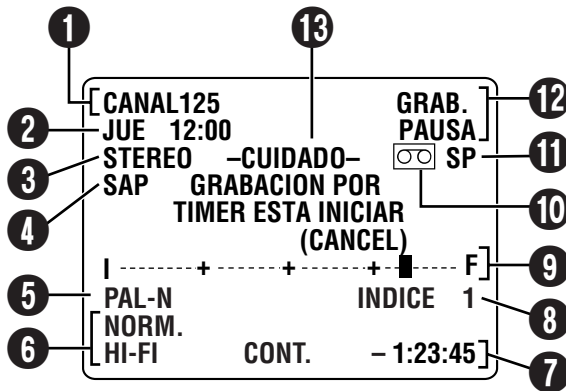 1 13
CANAL125 GRAB. 12
2 JUE 12:00 PAUSA
3 STEREO –CUIDADO– SP 11
4 SAP GRABACION POR 10
TIMER ESTA INICIAR
(CANCEL)
I ------+------+------+------ F 9
5 PAL-N INDICE 1 8
NORM.
6 HI-FI CONT. – 1:23:45 7